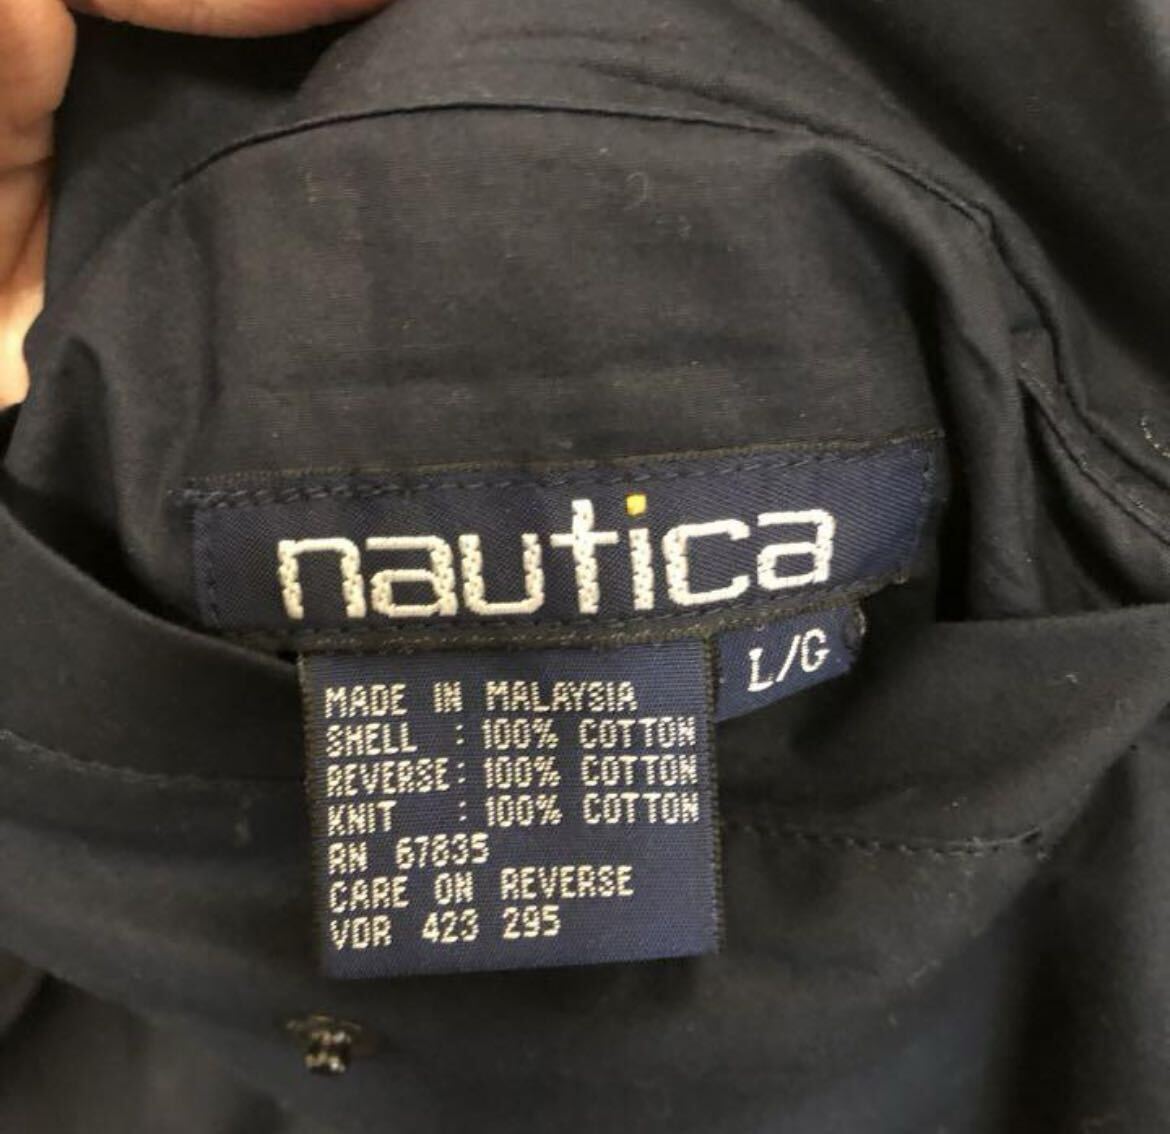 nautica
L/G
MADE IN MALAYSIA
SHELL : 100% COTTON
REVERSE: 100% COTTON
KNIT : 100% COTTON
RN 67835
CARE ON REVERSE
VDR 423 295